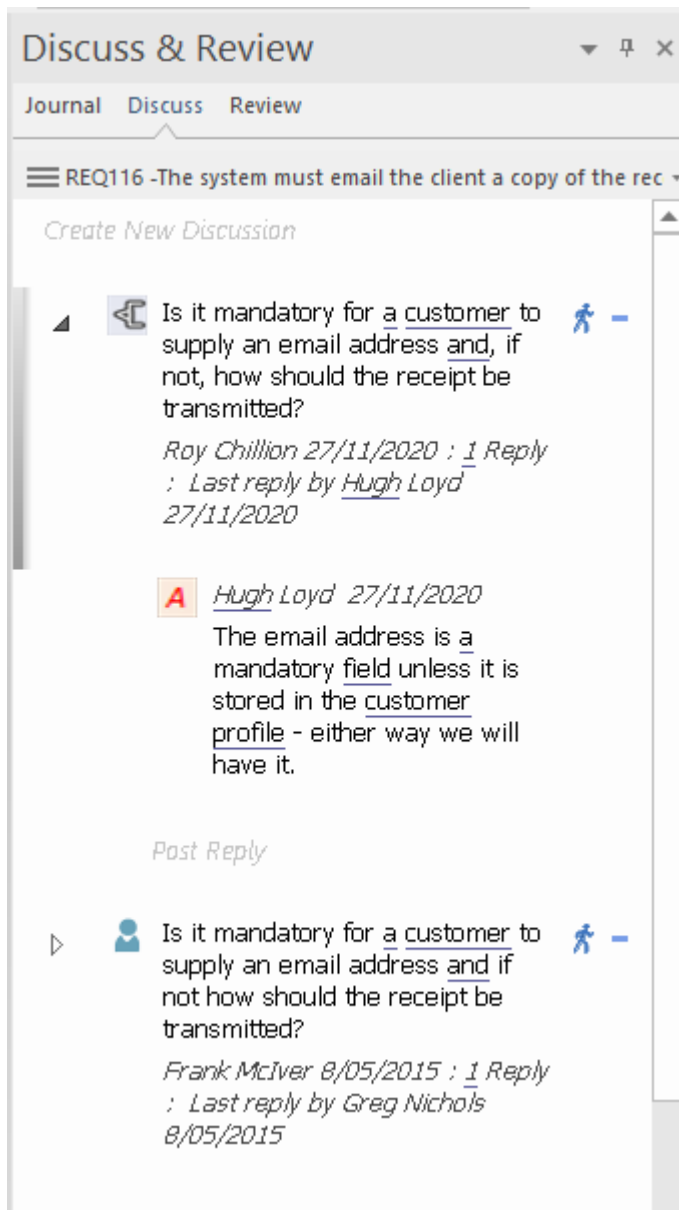 Discuss & Review
Journal Discuss Review
REQ116 -The system must email the client a copy of the rec
Create New Discussion
Is it mandatory for a customer to
supply an email address and, if
not, how should the receipt be
transmitted?
Roy Chillion 27/11/2020 : 1 Reply
: Last reply by Hugh Loyd
27/11/2020
A Hugh Loyd 27/11/2020
The email address is a
mandatory field unless it is
stored in the customer
profile - either way we will
have it.
Post Reply
Is it mandatory for a customer to
supply an email address and if
not how should the receipt be
transmitted?
Frank McIver 8/05/2015 : 1 Reply
: Last reply by Greg Nichols
8/05/2015